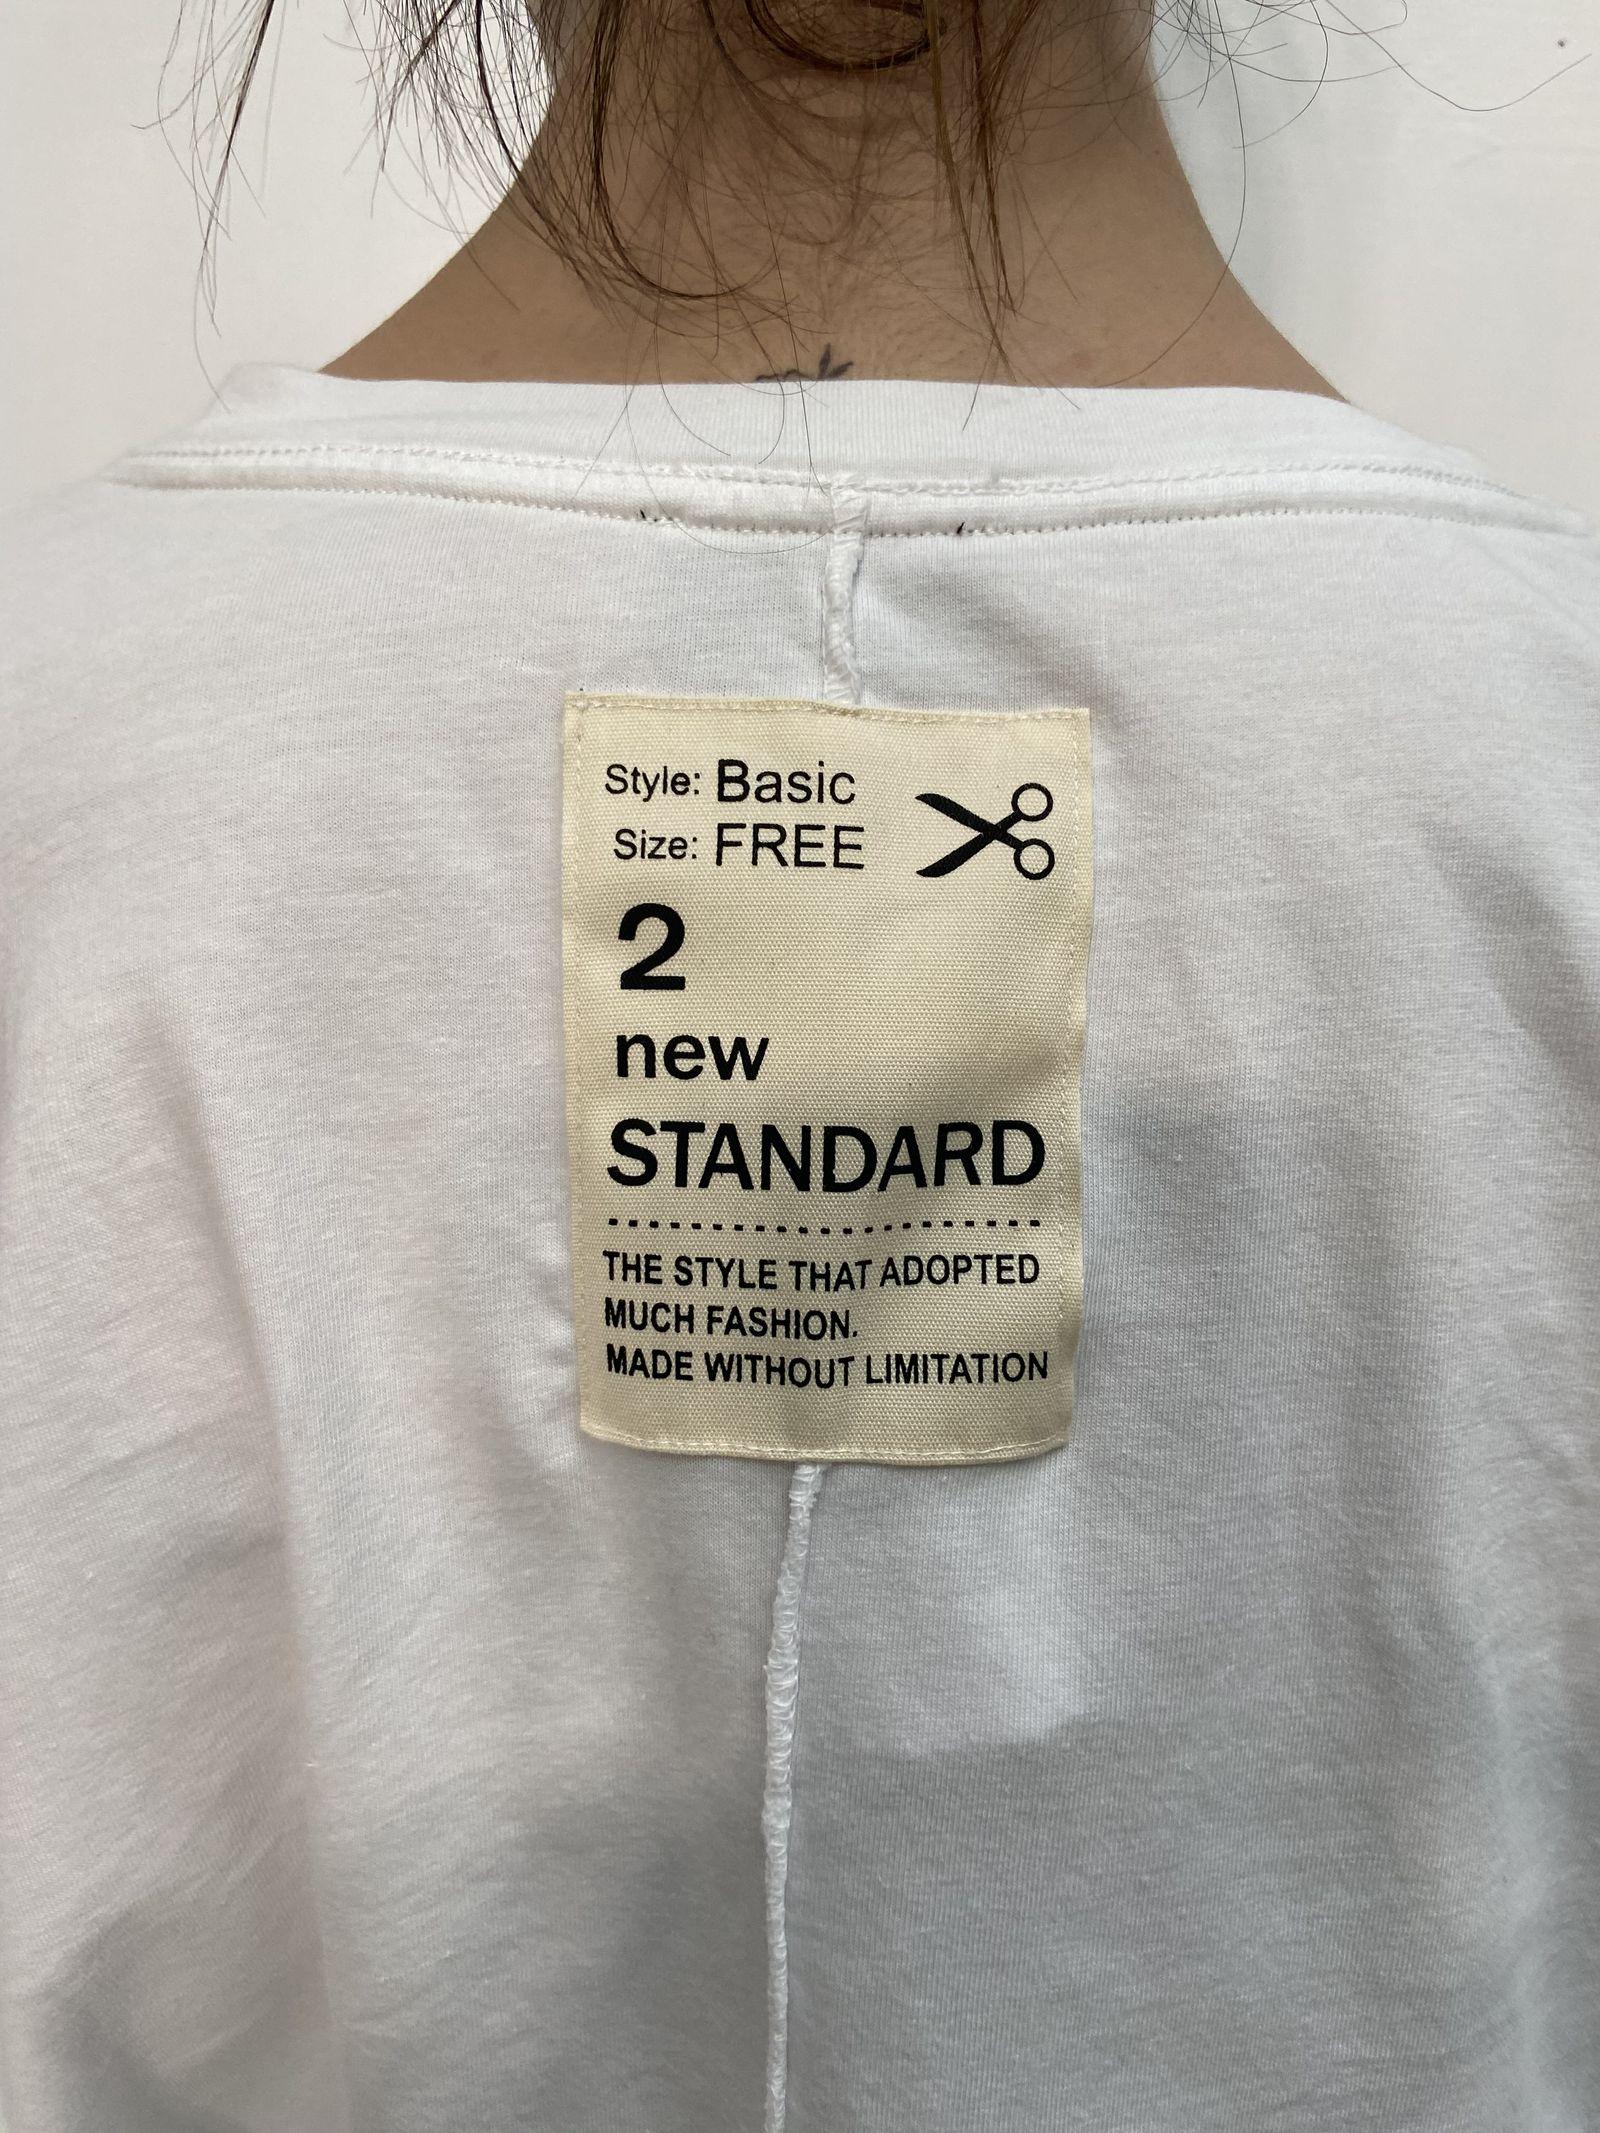 Style: Basic
Size: FREE
2
new
STANDARD
THE STYLE THAT ADOPTED
MUCH FASHION.
MADE WITHOUT LIMITATION